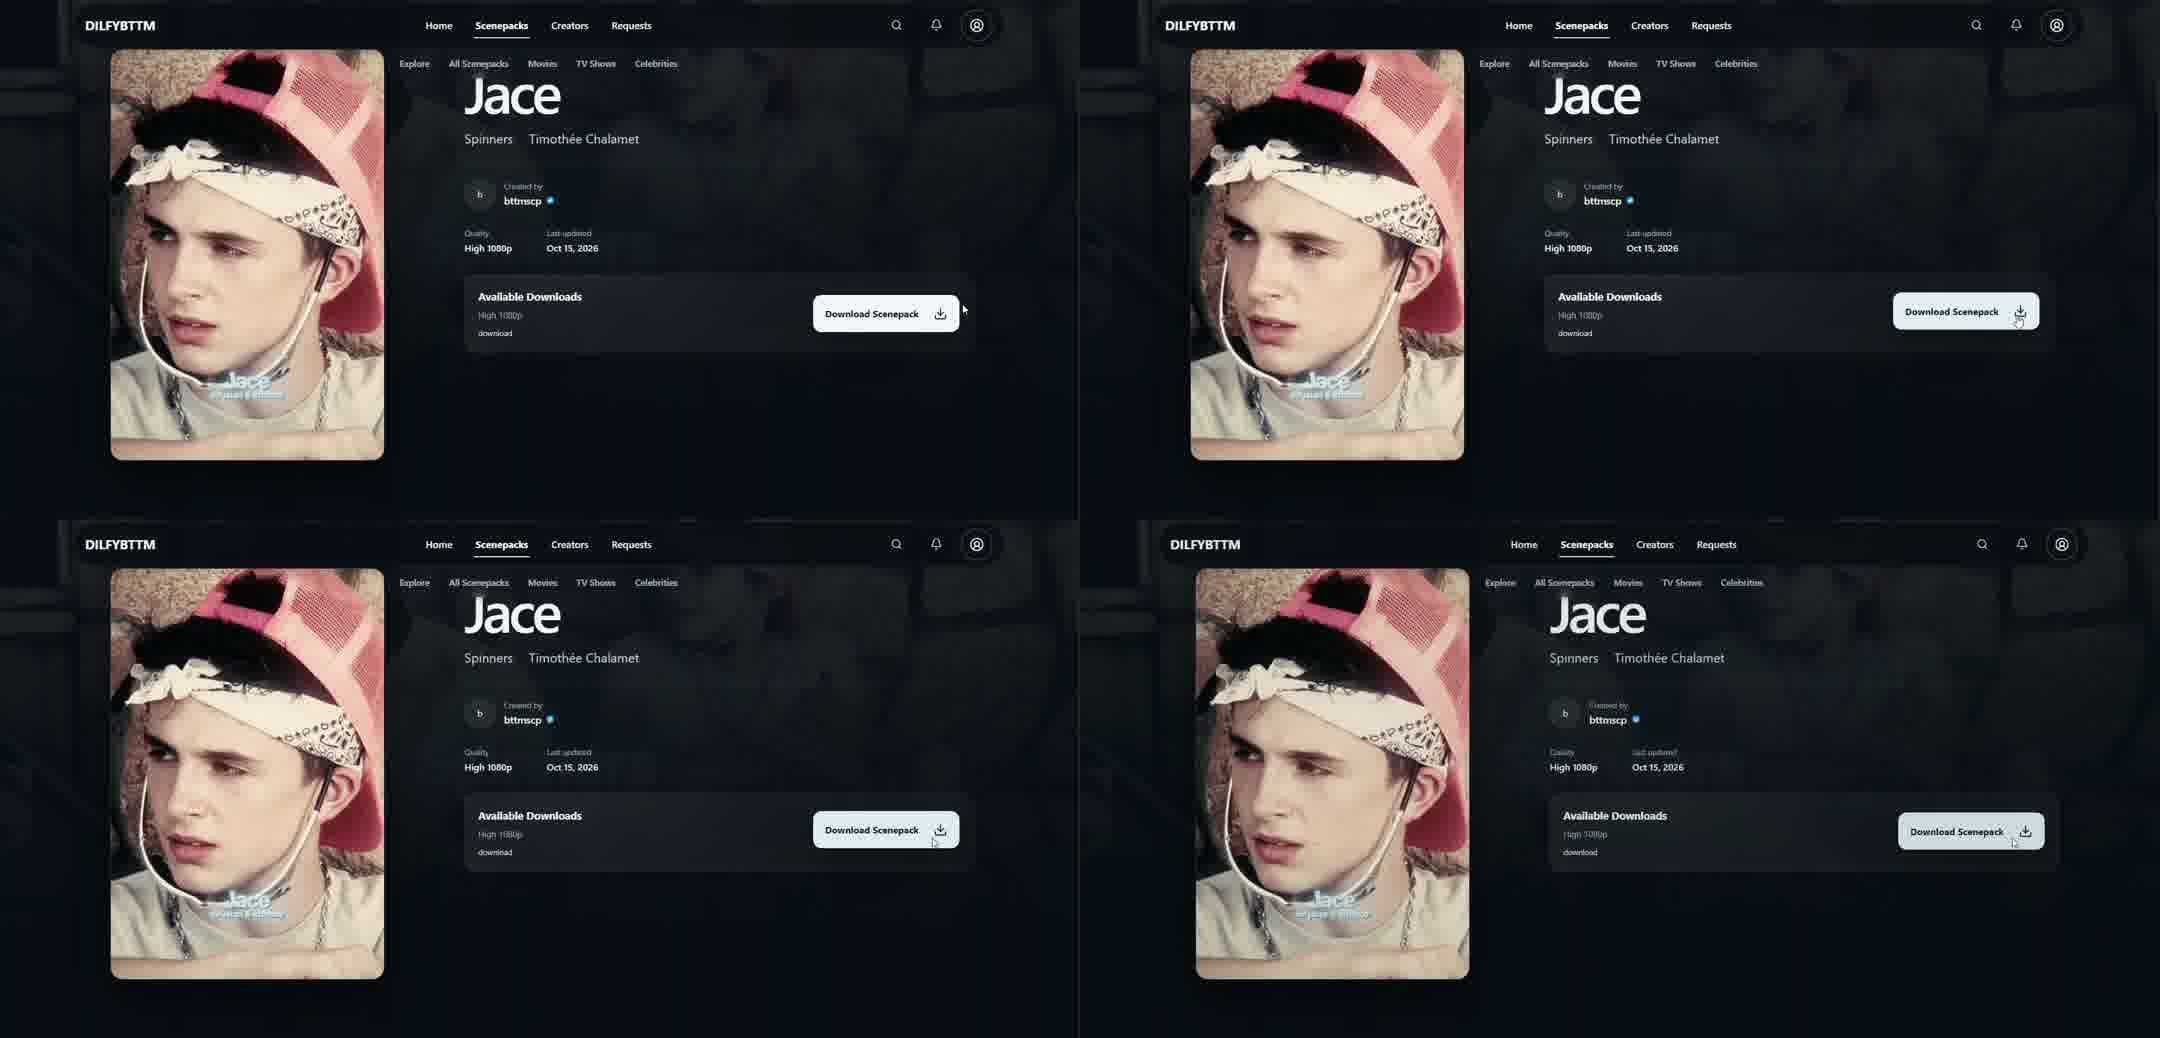 DILFYBTTM Home Scenepacks Creators Requests
Explore All Scenepacks Movies TV Shows Celebrities
Jace
Spinners Timothée Chalamet
b
Created by
bttmscp
Quality Last updated
High 1080p Oct 15, 2026
Available Downloads
High 1080p
download
Download Scenepack
Jace
DILFYBTTM Home Scenepacks Creators Requests
Explore All Scenepacks Movies TV Shows Celebrities
Jace
Spinners Timothée Chalamet
b
Created by
bttmscp
Quality Last updated
High 1080p Oct 15, 2026
Available Downloads
High 1080p
download
Download Scenepack
Jace
DILFYBTTM Home Scenepacks Creators Requests
Explore All Scenepacks Movies TV Shows Celebrities
Jace
Spinners Timothée Chalamet
b
Created by
bttmscp
Quality Last updated
High 1080p Oct 15, 2026
Available Downloads
High 1080p
download
Download Scenepack
Jace
DILFYBTTM Home Scenepacks Creators Requests
Explore All Scenepacks Movies TV Shows Celebrities
Jace
Spinners Timothée Chalamet
b
Created by
bttmscp
Quality Last updated
High 1080p Oct 15, 2026
Available Downloads
High 1080p
download
Download Scenepack
Jace